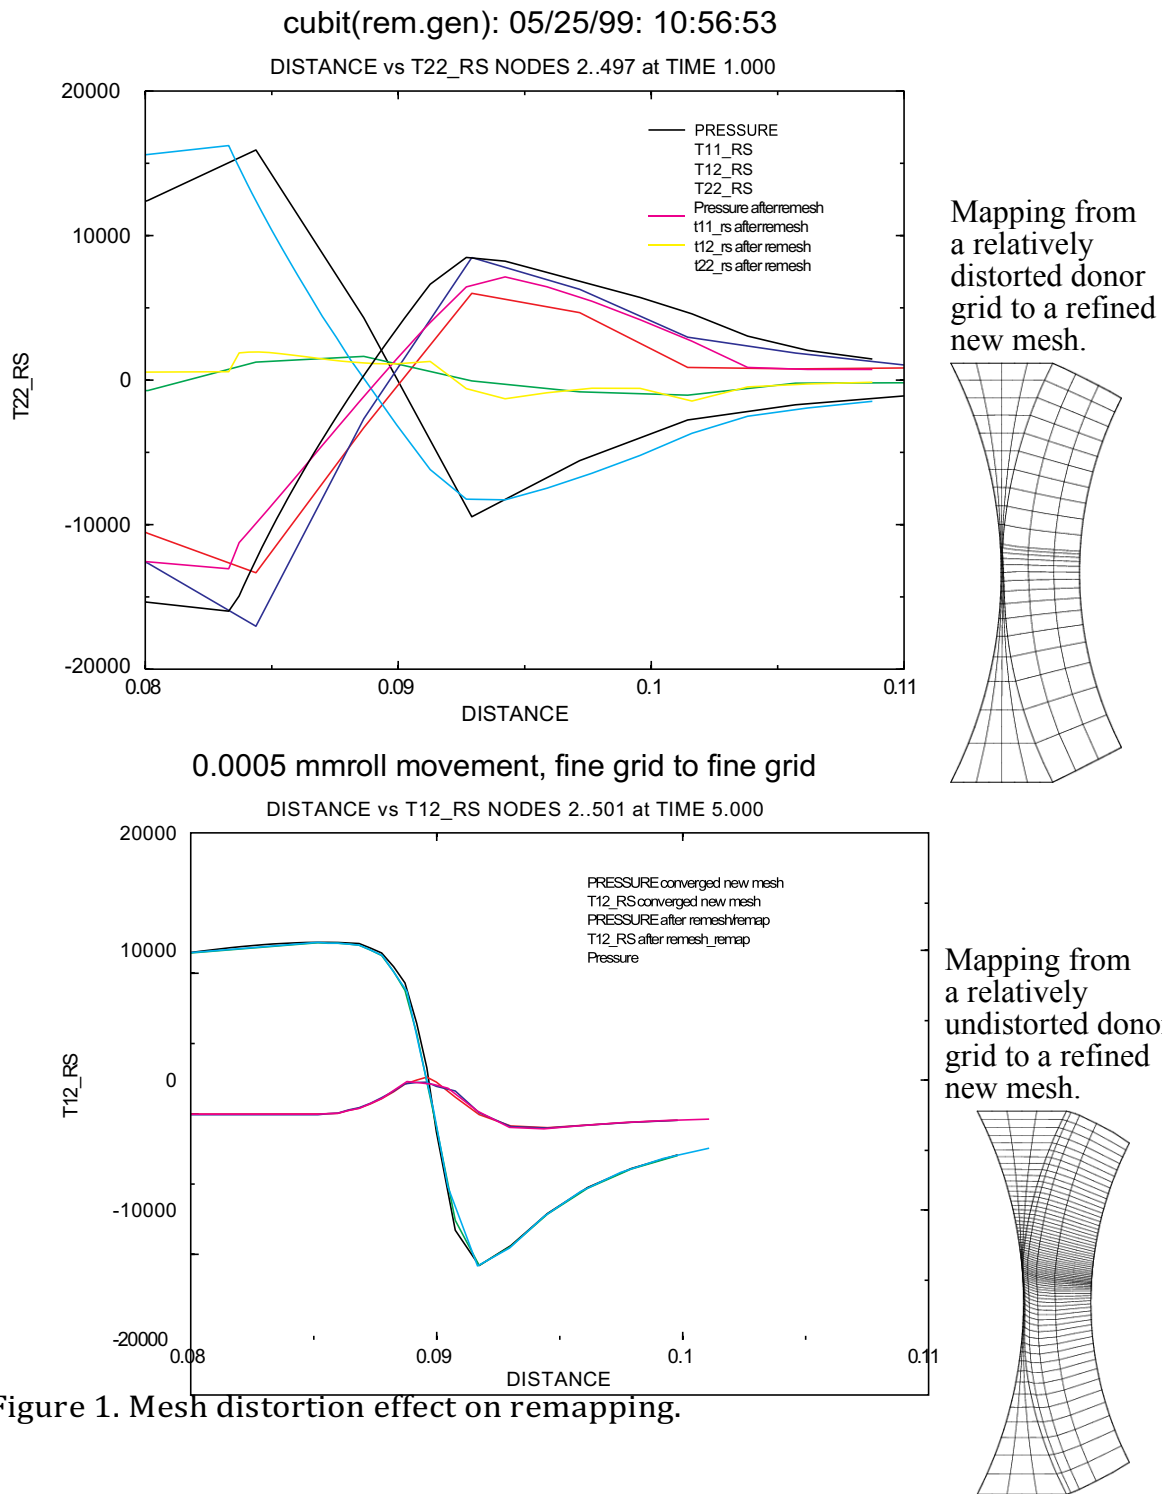 cubit(rem.gen): 05/25/99: 10:56:53
DISTANCE vs T22_RS NODES 2..497 at TIME 1.000
20000
10000
0
-10000
-20000
T22_RS
PRESSURE
T11_RS
T12_RS
T22_RS
Pressure afterremesh
t11_rs afterremesh
t12_rs after remesh
t22_rs after remesh
0.08
0.09
0.1
0.11
DISTANCE
Mapping from
a relatively
distorted donor
grid to a refined
new mesh.
0.0005 mmroll movement, fine grid to fine grid
DISTANCE vs T12_RS NODES 2..501 at TIME 5.000
20000
10000
0
-10000
-20000
T12_RS
PRESSURE converged new mesh
T12_RS converged new mesh
PRESSURE after remesh/remap
T12_RS after remesh_remap
Pressure
0.08
0.09
0.1
0.11
DISTANCE
Mapping from
a relatively
undistorted dono
grid to a refined
new mesh.
Figure 1. Mesh distortion effect on remapping.